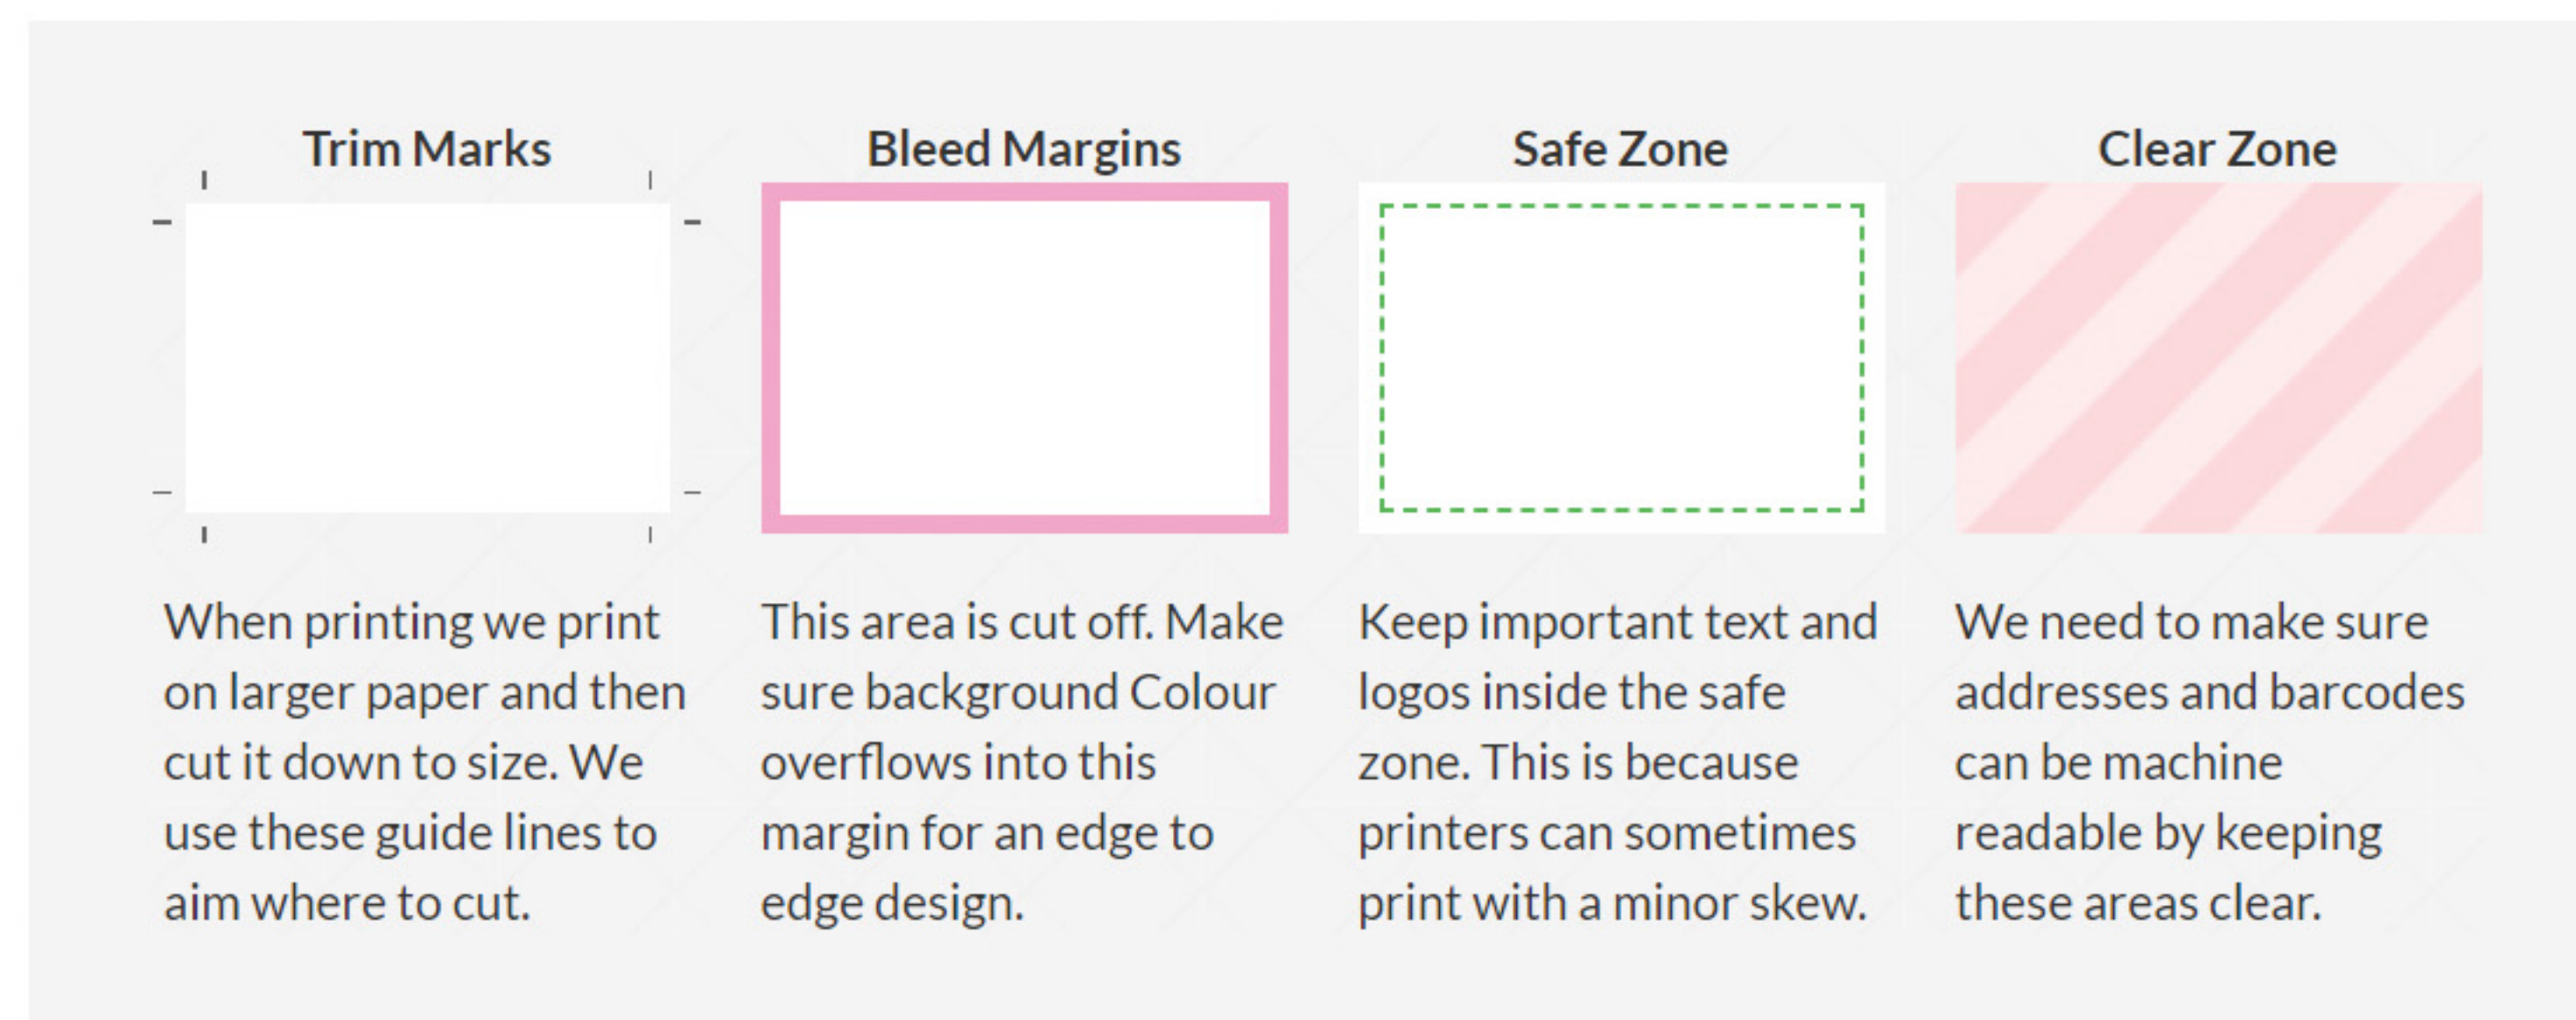 Trim Marks
When printing we print
on larger paper and then
cut it down to size. We
use these guide lines to
aim where to cut.
Bleed Margins
This area is cut off. Make
sure background Colour
overflows into this
margin for an edge to
edge design.
Safe Zone
Keep important text and
logos inside the safe
zone. This is because
printers can sometimes
print with a minor skew.
Clear Zone
We need to make sure
addresses and barcodes
can be machine
readable by keeping
these areas clear.